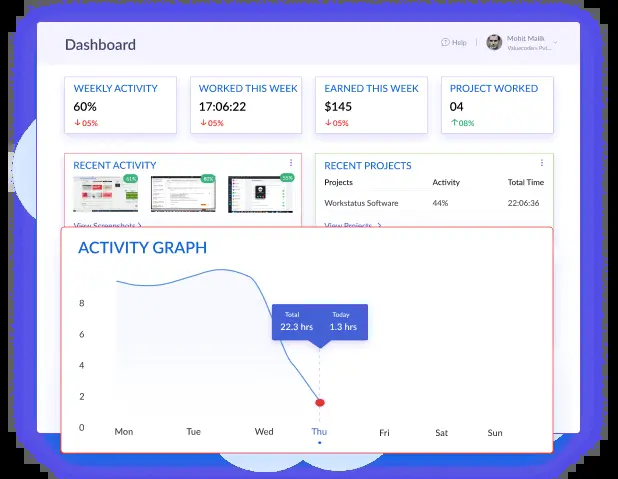 Dashboard
Help
Mohit Malik
Valuecoders Pvt...
WEEKLY ACTIVITY
60%
05%
WORKED THIS WEEK
17:06:22
05%
EARNED THIS WEEK
$145
05%
PROJECT WORKED
04
08%
RECENT ACTIVITY
61%
80%
View Screenshots
RECENT PROJECTS
Projects Activity Total Time
Workstatus Software 44% 22:06:36
View Projects
ACTIVITY GRAPH
Total Today
22.3 hrs 1.3 hrs
8
6
4
2
0
Mon Tue Wed Thu Fri Sat Sun